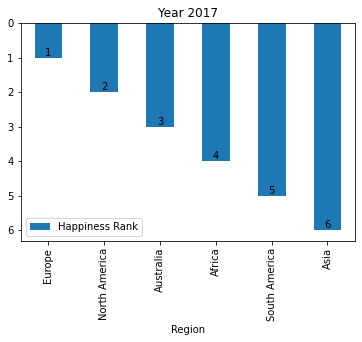 Year 2017
0
1
2
3
4
5
6
1
2
3
4
5
6
Happiness Rank
Europe
North America
Australia
Africa
South America
Asia
Region